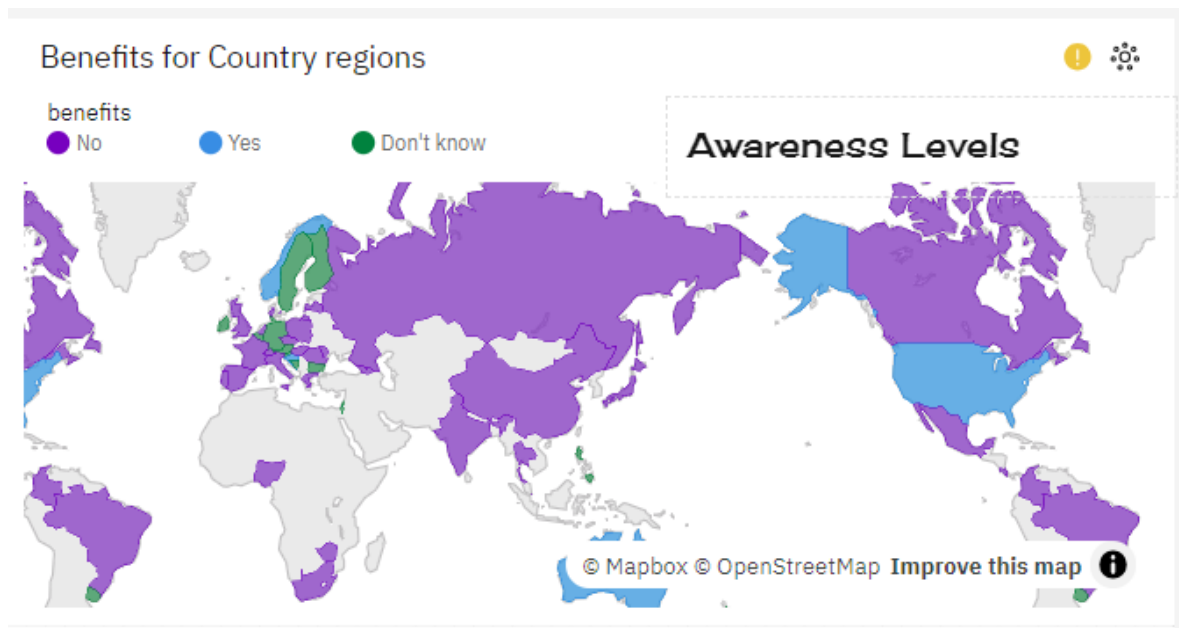 Benefits for Country regions
benefits
No
Yes
Don't know
Awareness Levels
© Mapbox © OpenStreetMap Improve this map